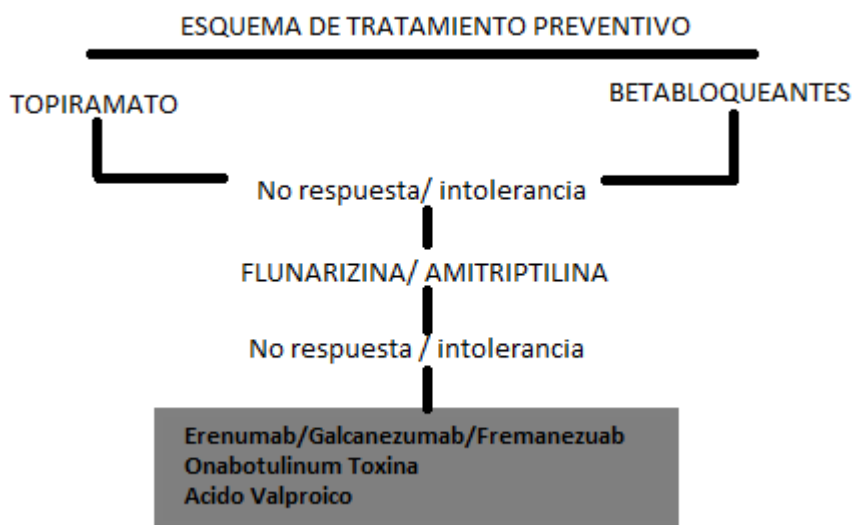 ESQUEMA DE TRATAMIENTO PREVENTIVO
TOPIRAMATO
BETABLOQUEANTES
No respuesta/ intolerancia
FLUNARIZINA/ AMITRIPTILINA
No respuesta / intolerancia
Erenumab/Galcanezumab/Fremanezuab
Onabotulinum Toxina
Acido Valproico